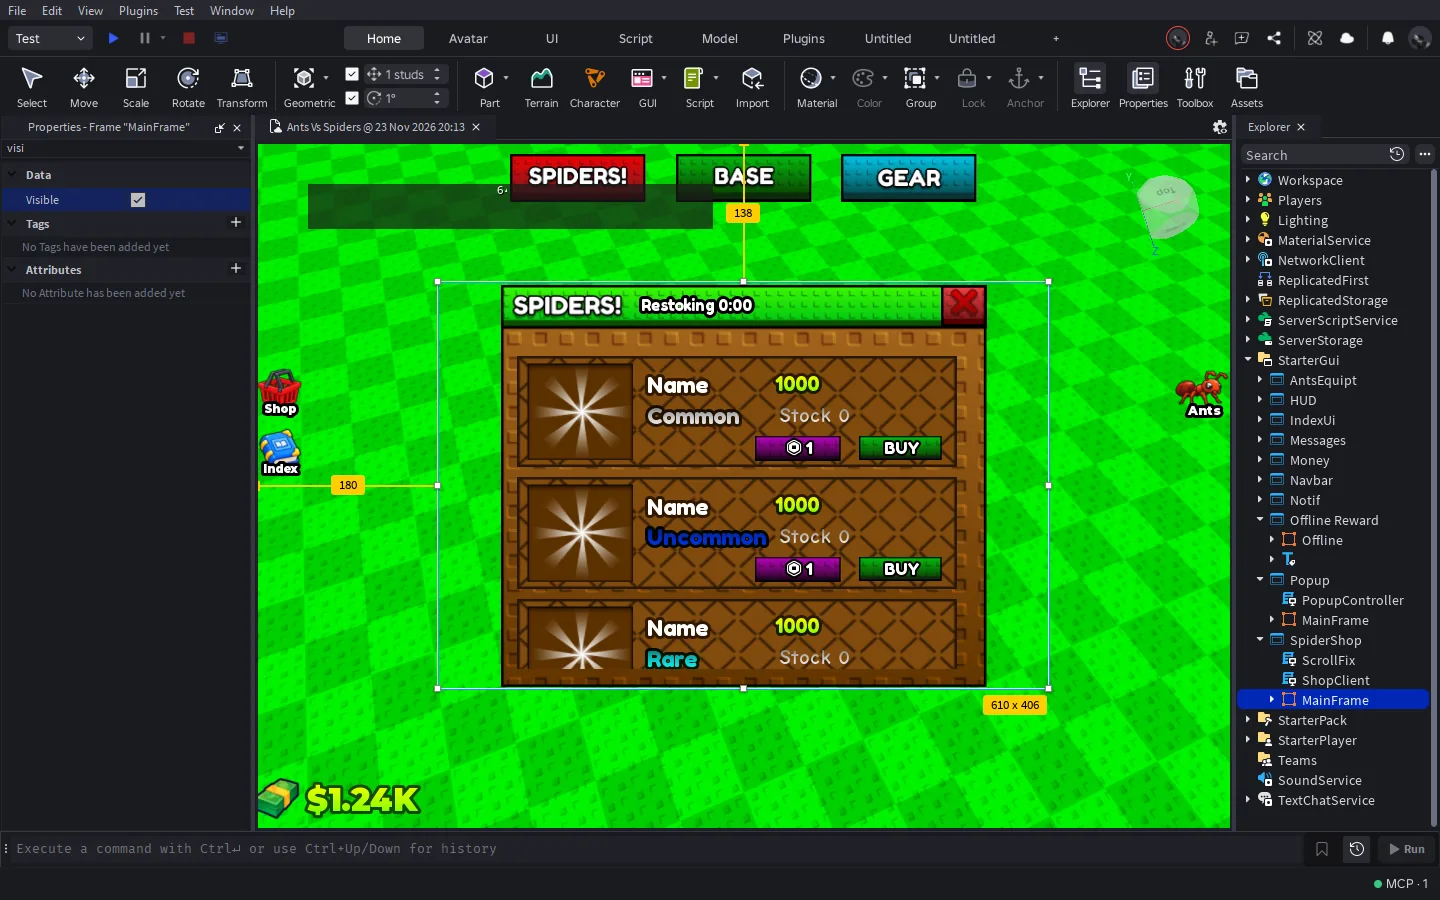 File Edit View Plugins Test Window Help
Test Home Avatar UI Script Model Plugins Untitled Untitled +
1 studs
1°
Select Move Scale Rotate Transform Geometric Part Terrain Character GUI Script Import Material Color Group Lock Anchor Explorer Properties Toolbox Assets
Properties - Frame "MainFrame"
Ants Vs Spiders @ 23 Nov 2026 20:13
Explorer
visi
Search
Data
Visible
Tags
No Tags have been added yet
Attributes
No Attribute has been added yet
SPIDERS! BASE GEAR
138
Top
Y
Z
SPIDERS! Restoking 0:00
Name 1000
Common Stock 0
1 BUY
Name 1000
Uncommon Stock 0
1 BUY
Name 1000
Rare Stock 0
Shop
Index
Ants
180
610 x 406
$1.24K
Workspace
Players
Lighting
MaterialService
NetworkClient
ReplicatedFirst
ReplicatedStorage
ServerScriptService
ServerStorage
StarterGui
AntsEquipt
HUD
IndexUi
Messages
Money
Navbar
Notif
Offline Reward
Offline
Popup
PopupController
MainFrame
SpiderShop
ScrollFix
ShopClient
MainFrame
StarterPack
StarterPlayer
Teams
SoundService
TextChatService
Execute a command with Ctrl↵ or use Ctrl+Up/Down for history
Run
MCP · 1